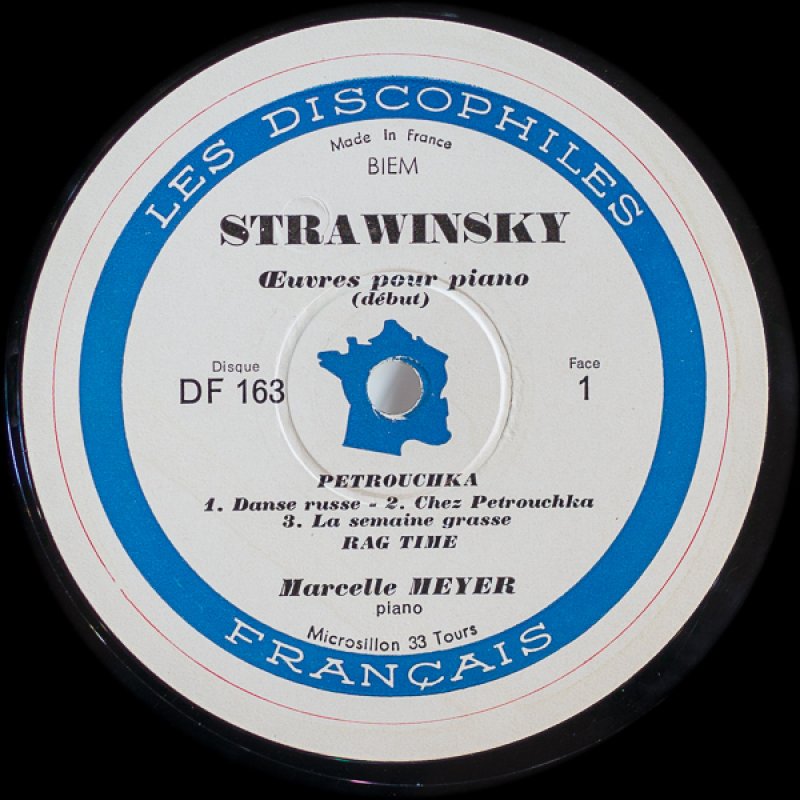 LES DISCOPHILES
Made In France
BIEM
STRAWINSKY
Œuvres pour piano
(début)
Disque
DF 163
Face
1
PETROUCHKA
1. Danse russe - 2. Chez Petrouchka
3. La semaine grasse
RAG TIME
Marcelle MEYER
piano
Microsillon 33 Tours
FRANÇAIS